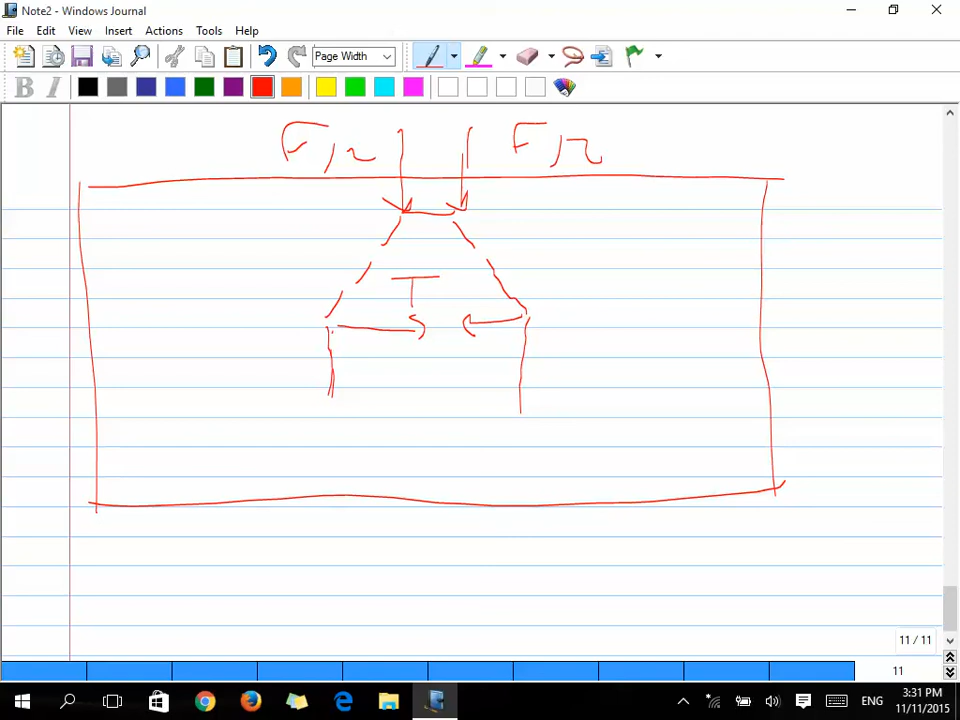 Note2 - Windows Journal
File Edit View Insert Actions Tools Help
Page Width
B I
T
11 / 11
11
ENG 3:31 PM
11/11/2015